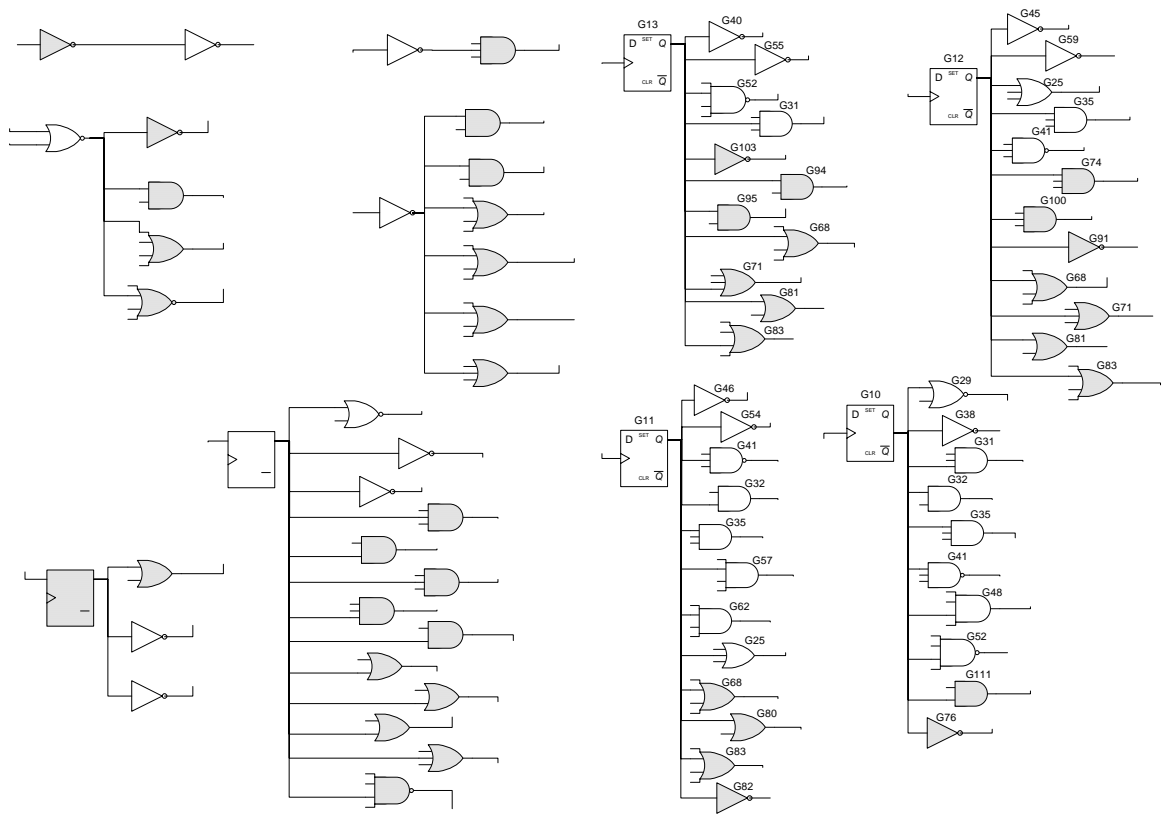 G13
D SET Q
CLR Q
G40
G55
G52
G31
G103
G94
G95
G68
G71
G81
G83
G12
D SET Q
CLR Q
G45
G59
G25
G35
G41
G74
G100
G91
G68
G71
G81
G83
G11
D SET Q
CLR Q
G46
G54
G41
G32
G35
G57
G62
G25
G68
G80
G83
G82
G10
D SET Q
CLR Q
G29
G38
G31
G32
G35
G41
G48
G52
G111
G76